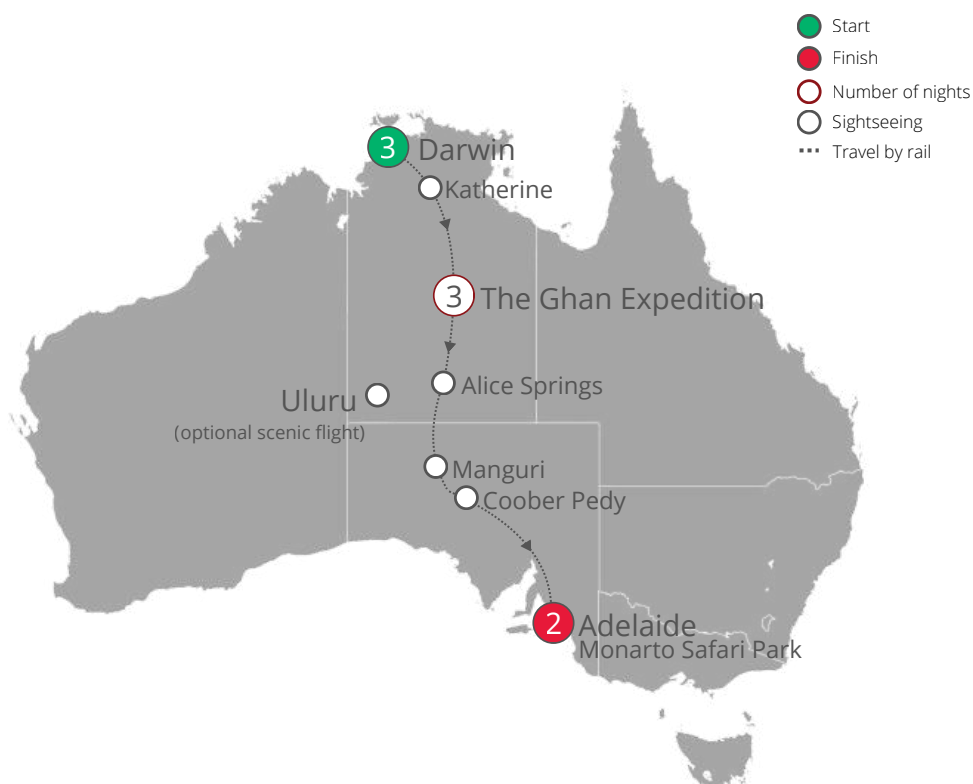 Start
Finish
Number of nights
Sightseeing
Travel by rail
3 Darwin
Katherine
3 The Ghan Expedition
Alice Springs
Uluru
(optional scenic flight)
Manguri
Coober Pedy
2 Adelaide
Monarto Safari Park